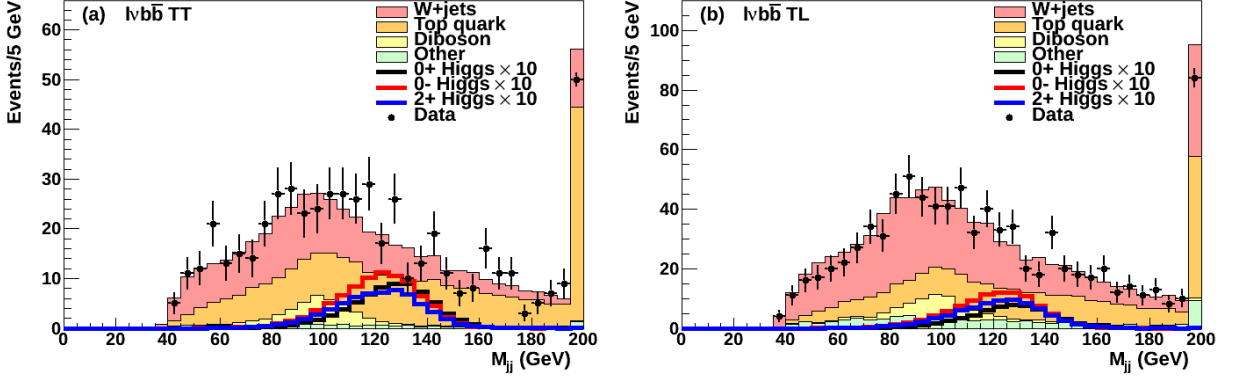 (a) lνbb̅ TT
W+jets
Top quark
Diboson
Other
0+ Higgs × 10
0- Higgs × 10
2+ Higgs × 10
Data
Events/5 GeV
60
50
40
30
20
10
0
0 20 40 60 80 100 120 140 160 180 200
M_jj (GeV)
(b) lνbb̅ TL
W+jets
Top quark
Diboson
Other
0+ Higgs × 10
0- Higgs × 10
2+ Higgs × 10
Data
Events/5 GeV
100
80
60
40
20
0
0 20 40 60 80 100 120 140 160 180 200
M_jj (GeV)